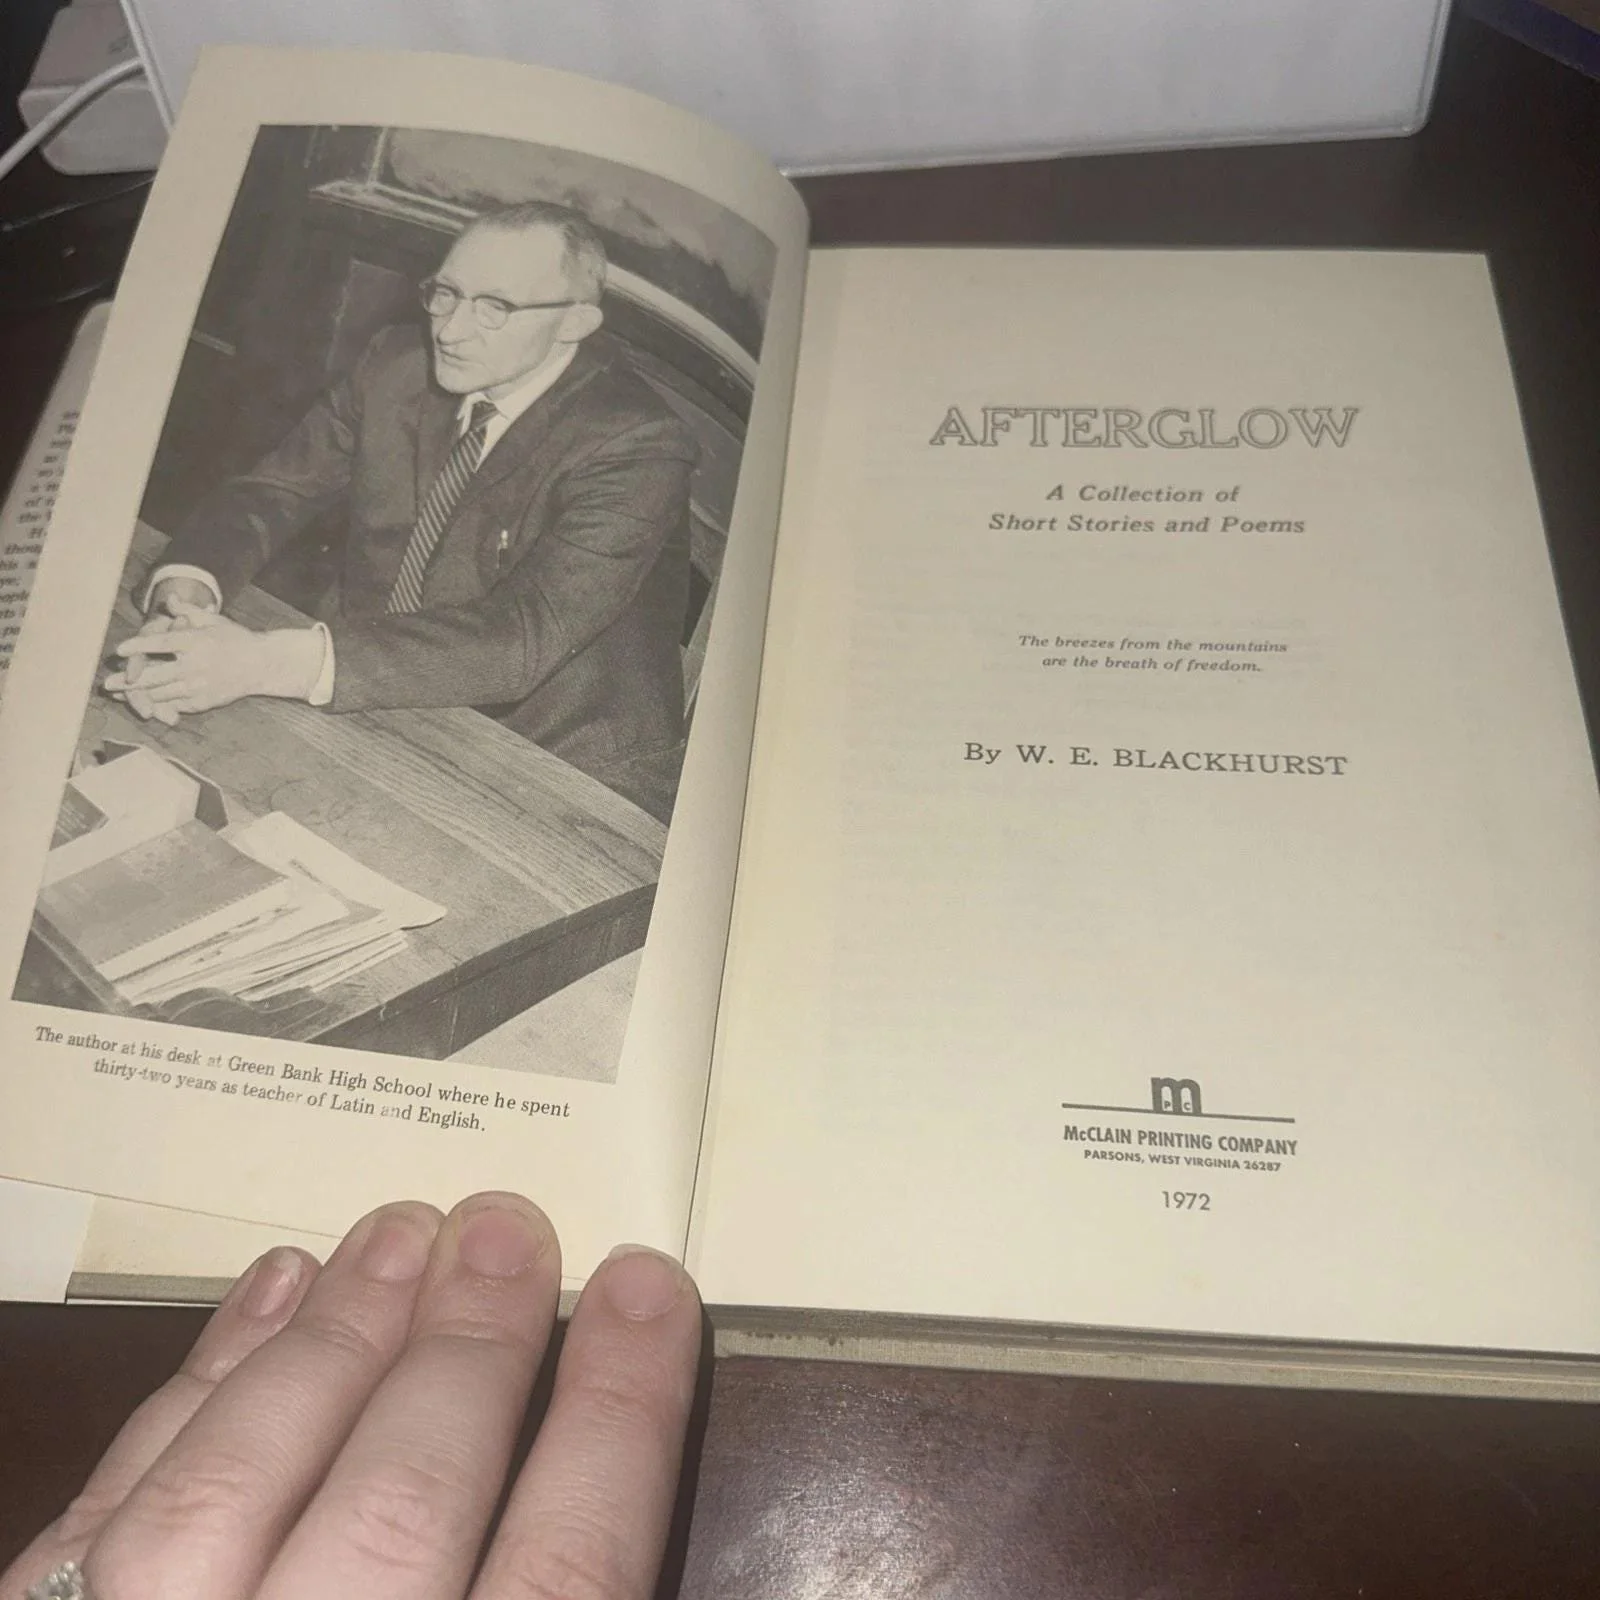 The author at his desk at Green Bank High School where he spent
thirty-two years as teacher of Latin and English.
AFTERGLOW
A Collection of
Short Stories and Poems
The breezes from the mountains
are the breath of freedom.
By W. E. BLACKHURST
m
P C
McCLAIN PRINTING COMPANY
PARSONS, WEST VIRGINIA 26287
1972